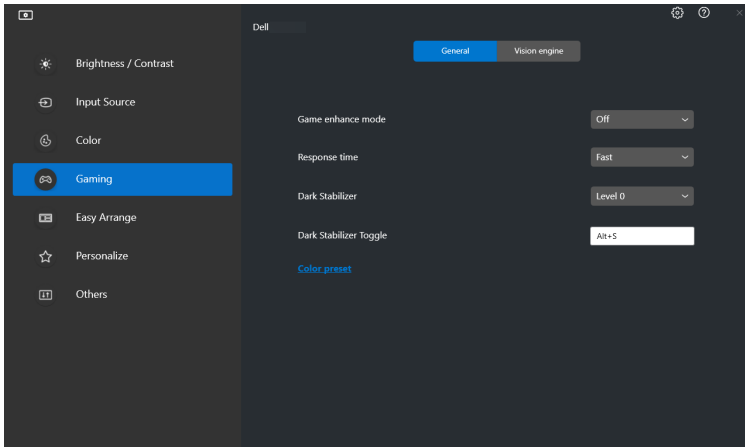 Dell
General
Vision engine
Brightness / Contrast
Input Source
Color
Gaming
Easy Arrange
Personalize
Others
Game enhance mode Off
Response time Fast
Dark Stabilizer Level 0
Dark Stabilizer Toggle Alt+S
Color preset